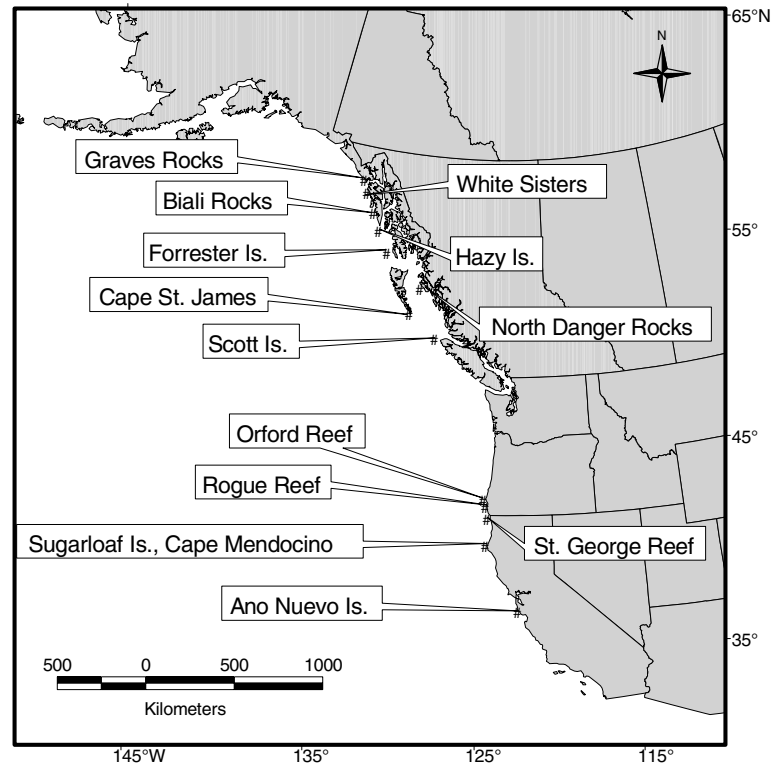 65°N
N
Graves Rocks
White Sisters
Biali Rocks
55°
Forrester Is.
Hazy Is.
Cape St. James
North Danger Rocks
Scott Is.
Orford Reef
45°
Rogue Reef
Sugarloaf Is., Cape Mendocino
St. George Reef
Ano Nuevo Is.
35°
500 0 500 1000
Kilometers
145°W 135° 125° 115°